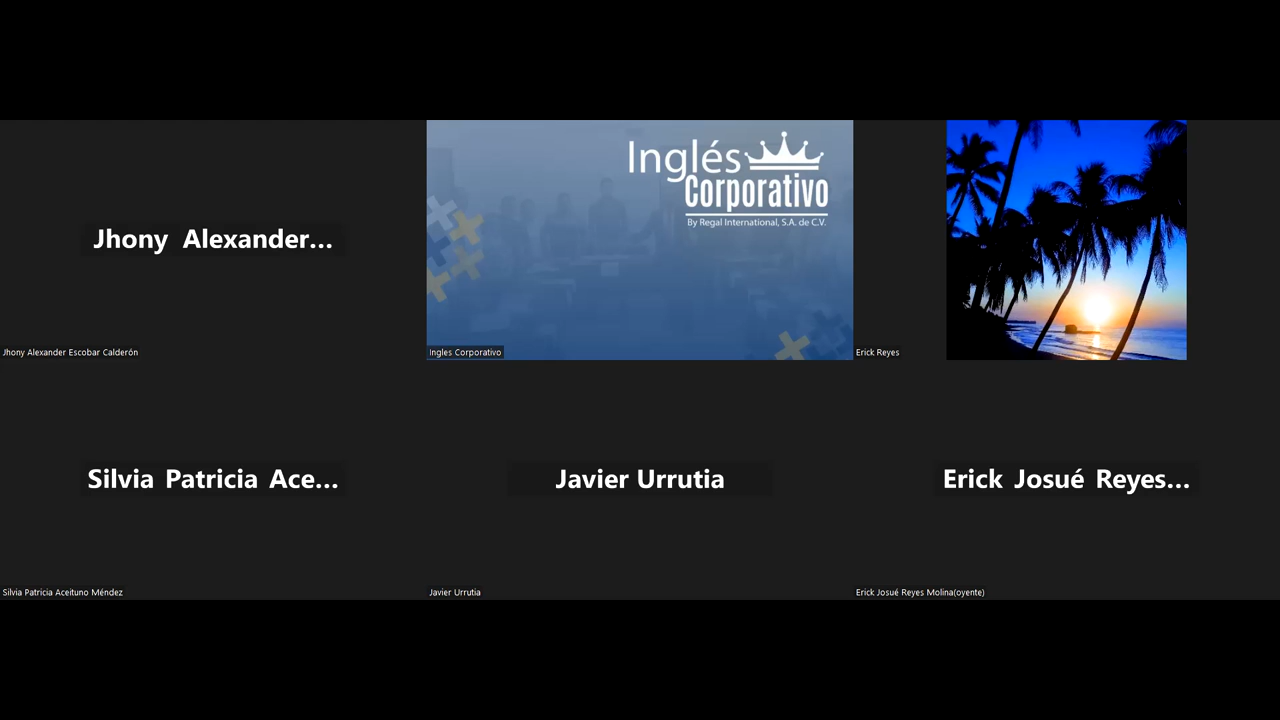 Jhony Alexander...
Jhony Alexander Escobar Calderón
Inglés
Corporativo
By Regal International, S.A. de C.V.
Ingles Corporativo
Erick Reyes
Silvia Patricia Ace...
Silvia Patricia Aceituno Méndez
Javier Urrutia
Javier Urrutia
Erick Josué Reyes...
Erick Josué Reyes Molina(oyente)